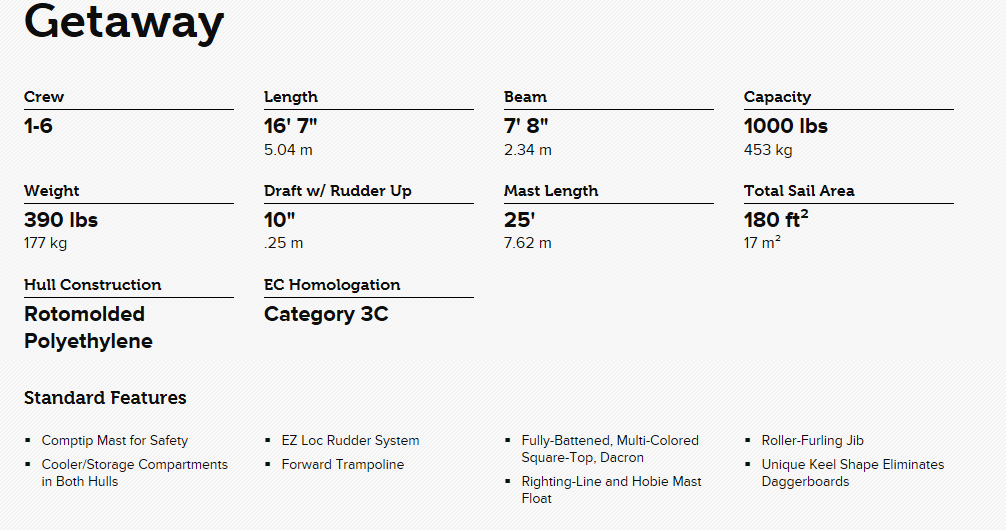 Getaway
Crew
1-6
Length
16' 7"
5.04 m
Beam
7' 8"
2.34 m
Capacity
1000 lbs
453 kg
Weight
390 lbs
177 kg
Draft w/ Rudder Up
10"
.25 m
Mast Length
25'
7.62 m
Total Sail Area
180 ft²
17 m²
Hull Construction
Rotomolded
Polyethylene
EC Homologation
Category 3C
Standard Features
▪ Comptip Mast for Safety
▪ Cooler/Storage Compartments
in Both Hulls
▪ EZ Loc Rudder System
▪ Forward Trampoline
▪ Fully-Battened, Multi-Colored
Square-Top, Dacron
▪ Righting-Line and Hobie Mast
Float
▪ Roller-Furling Jib
▪ Unique Keel Shape Eliminates
Daggerboards